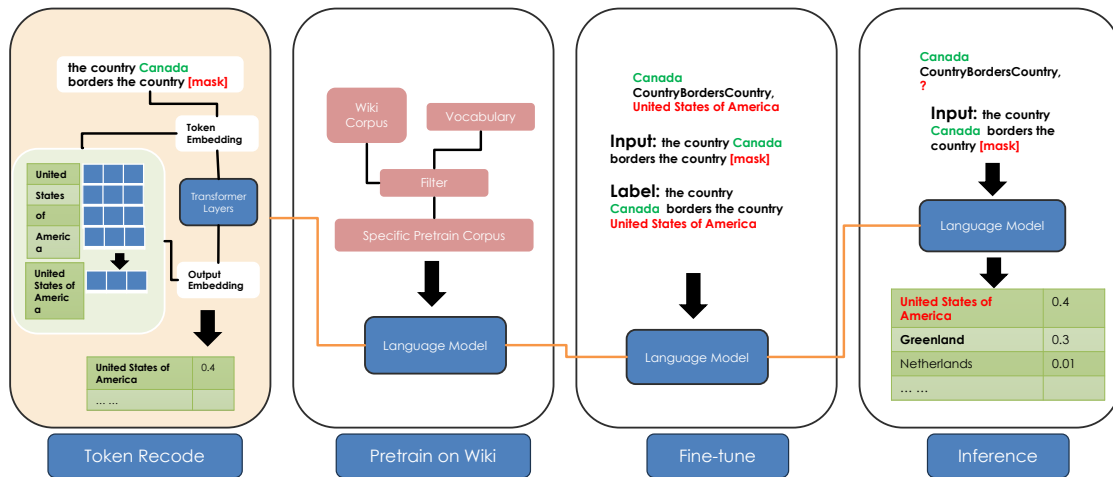 the country Canada
borders the country [mask]
Token
Embedding
United
States
of
Americ
a
Transformer
Layers
United
States of
Americ
a
Output
Embedding
United States of
America
0.4
... ...
Token Recode
Wiki
Corpus
Vocabulary
Filter
Specific Pretrain Corpus
Language Model
Pretrain on Wiki
Canada
CountryBordersCountry,
United States of America
Input: the country Canada
borders the country [mask]
Label: the country
Canada borders the country
United States of America
Language Model
Fine-tune
Canada
CountryBordersCountry,
?
Input: the country
Canada borders the
country [mask]
Language Model
United States of
America
0.4
Greenland 0.3
Netherlands 0.01
... ...
Inference